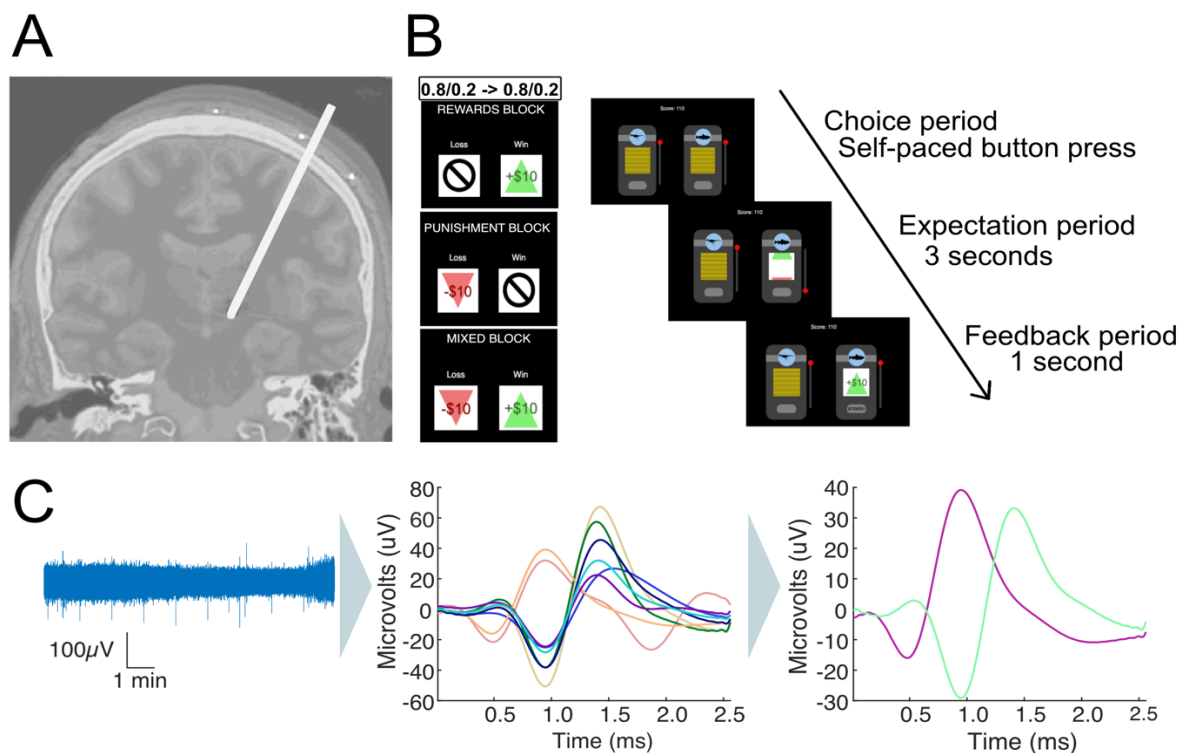 A
B
0.8/0.2 -> 0.8/0.2
REWARDS BLOCK
Loss Win
+$10
PUNISHMENT BLOCK
Loss Win
-$10
MIXED BLOCK
Loss Win
-$10 +$10
Score: 110
Score: 110
Score: 110
+$10
Choice period
Self-paced button press
Expectation period
3 seconds
Feedback period
1 second
C
100µV
1 min
Microvolts (uV)
80
60
40
20
0
-20
-40
-60
0.5 1.0 1.5 2.0 2.5
Time (ms)
Microvolts (uV)
40
30
20
10
0
-10
-20
-30
0.5 1.0 1.5 2.0 2.5
Time (ms)